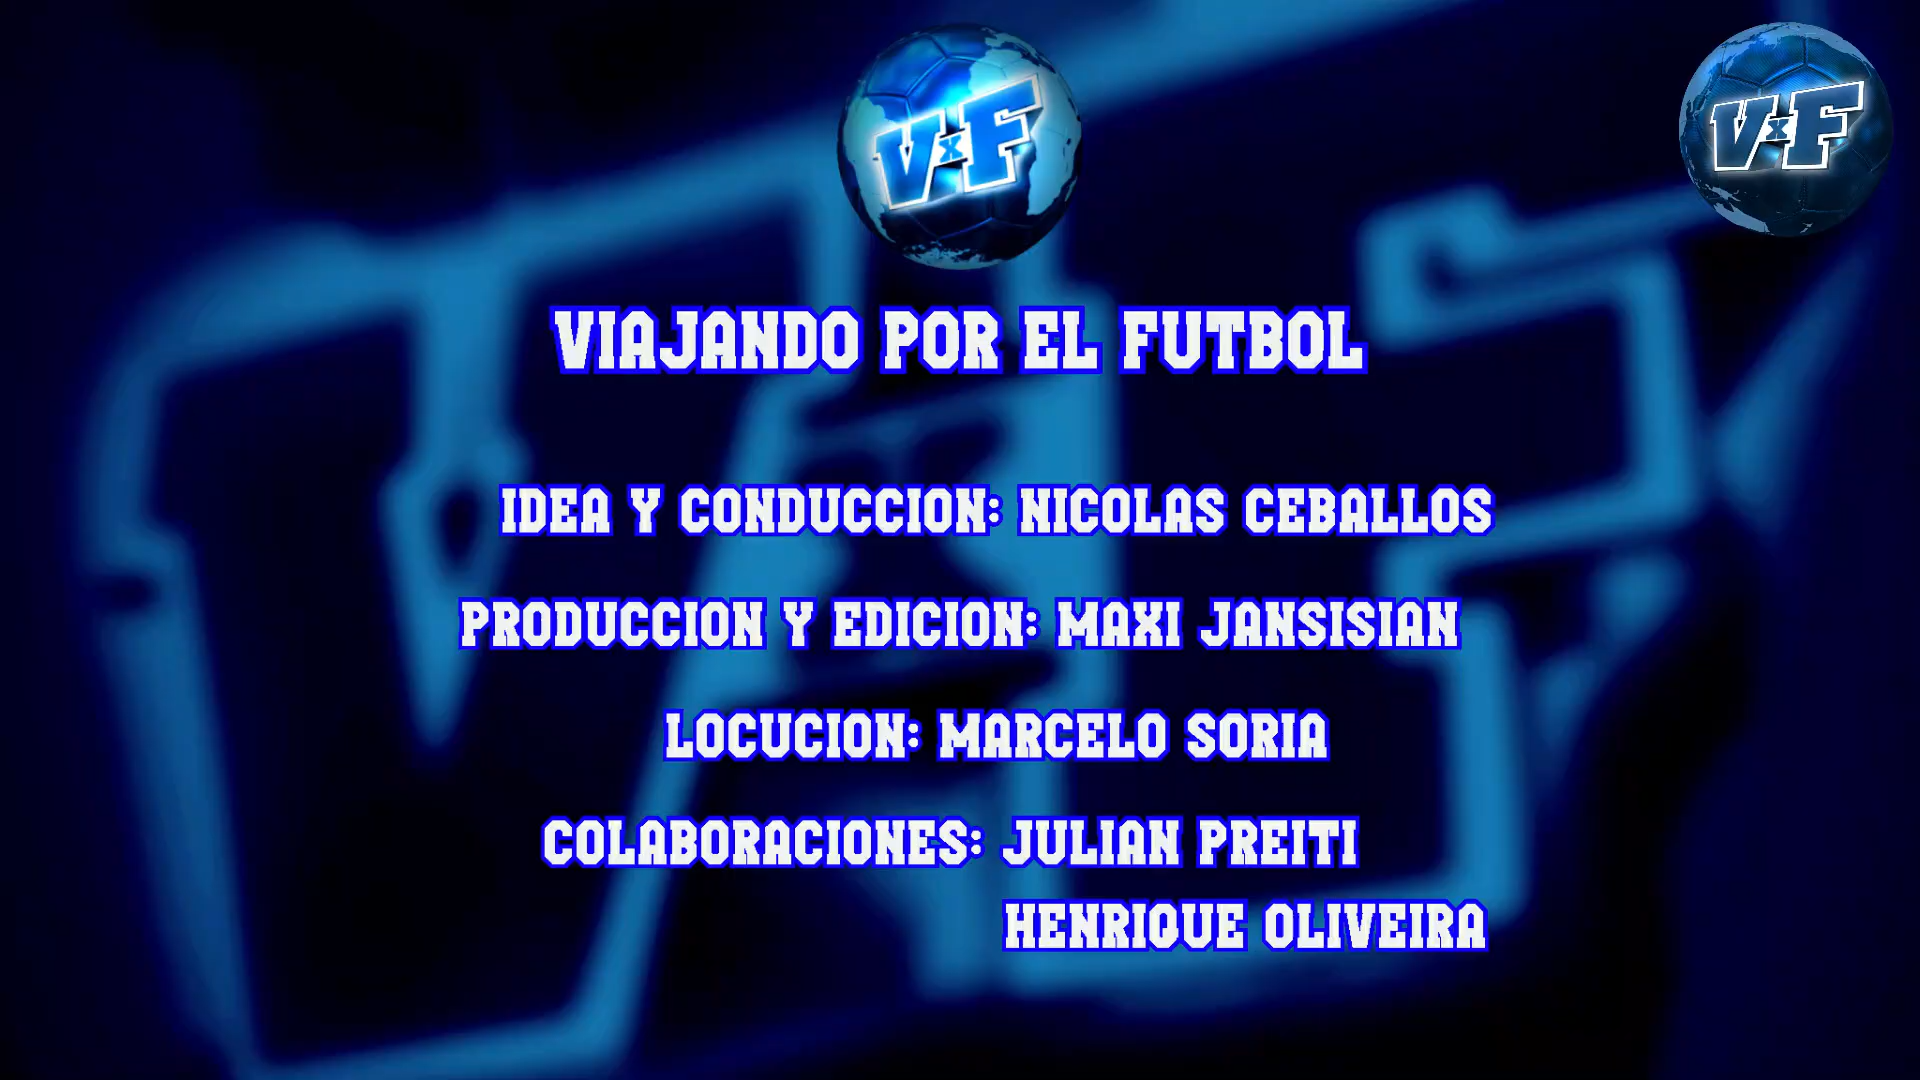 VxF
VxF
VIAJANDO POR EL FUTBOL
IDEA Y CONDUCCION: NICOLAS CEBALLOS
PRODUCCION Y EDICION: MAXI JANSISIAN
LOCUCION: MARCELO SORIA
COLABORACIONES: JULIAN PREITI
HENRIQUE OLIVEIRA